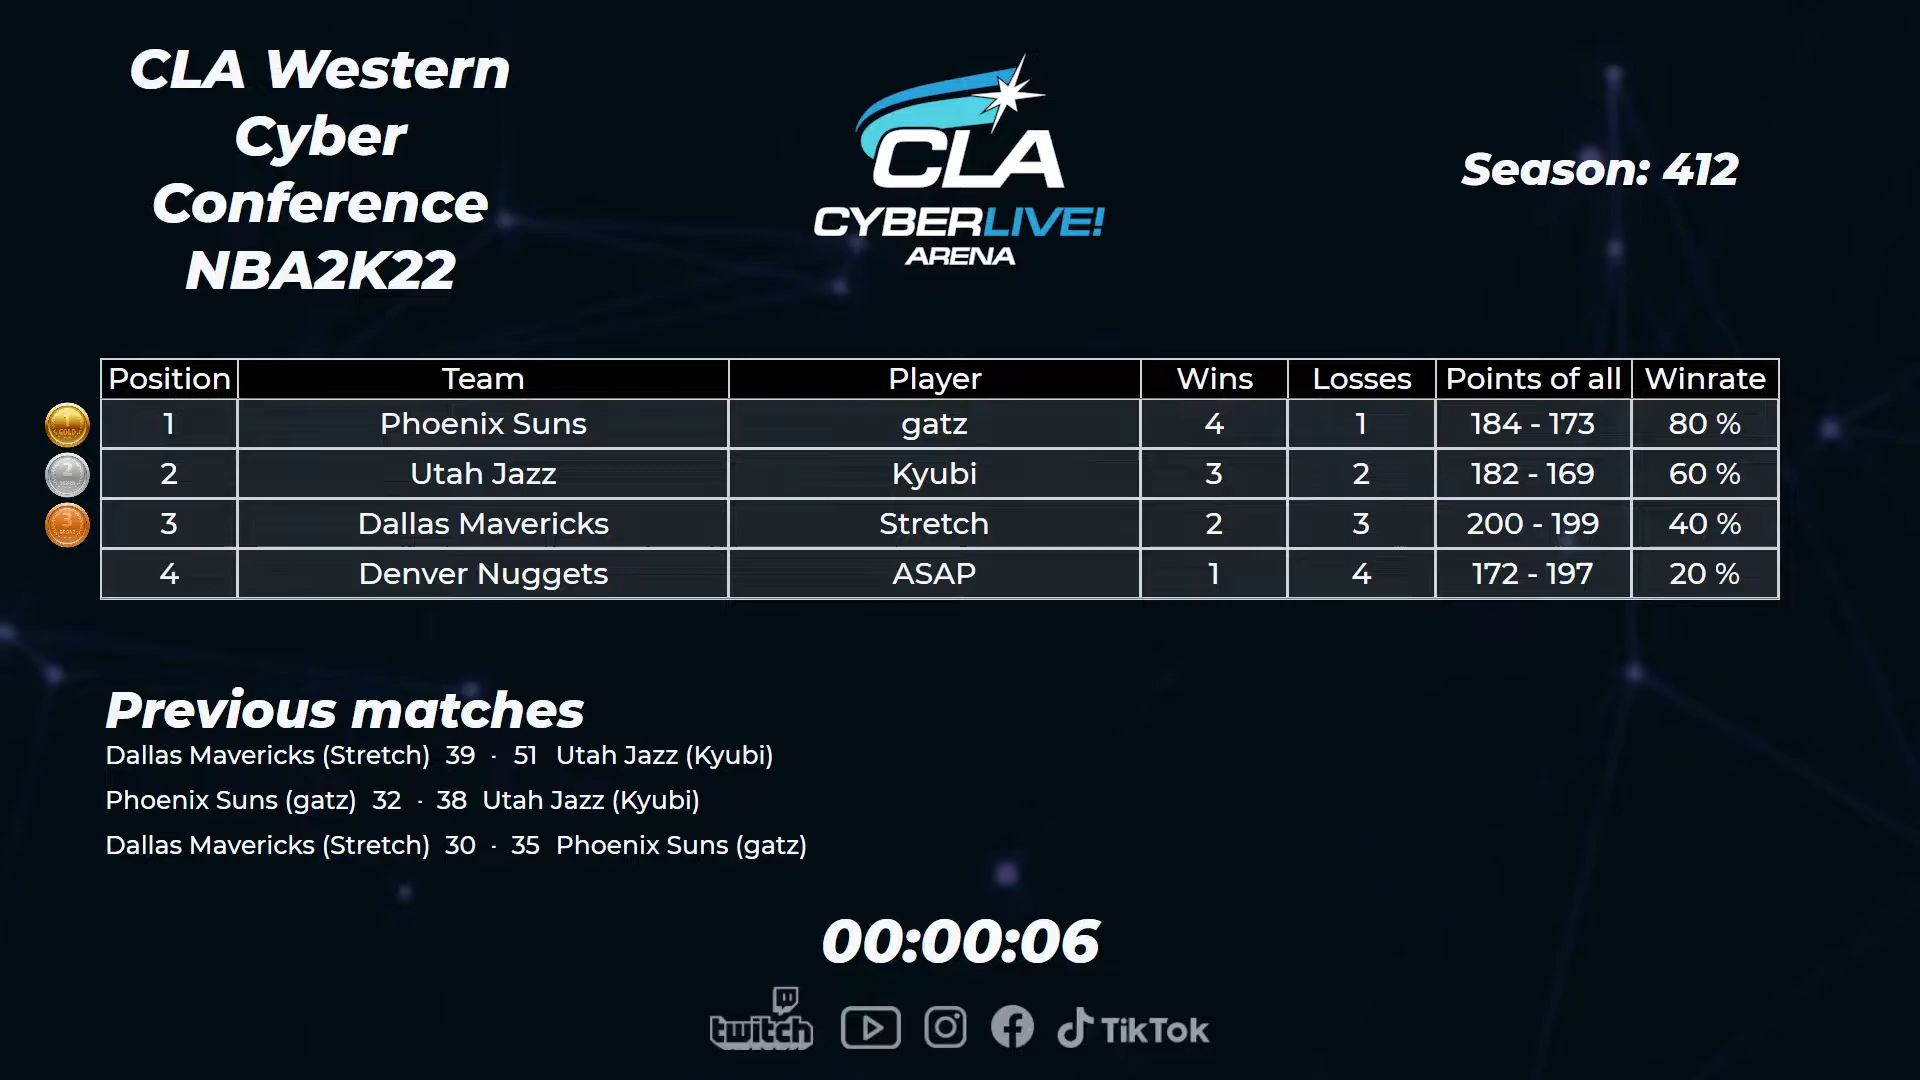 CLA Western
Cyber
Conference
NBA2K22
CLA
CYBERLIVE!
ARENA
Season: 412
Position Team Player Wins Losses Points of all Winrate
1 Phoenix Suns gatz 4 1 184 - 173 80 %
2 Utah Jazz Kyubi 3 2 182 - 169 60 %
3 Dallas Mavericks Stretch 2 3 200 - 199 40 %
4 Denver Nuggets ASAP 1 4 172 - 197 20 %
Previous matches
Dallas Mavericks (Stretch) 39 - 51 Utah Jazz (Kyubi)
Phoenix Suns (gatz) 32 - 38 Utah Jazz (Kyubi)
Dallas Mavericks (Stretch) 30 - 35 Phoenix Suns (gatz)
00:00:06
twitch TikTok